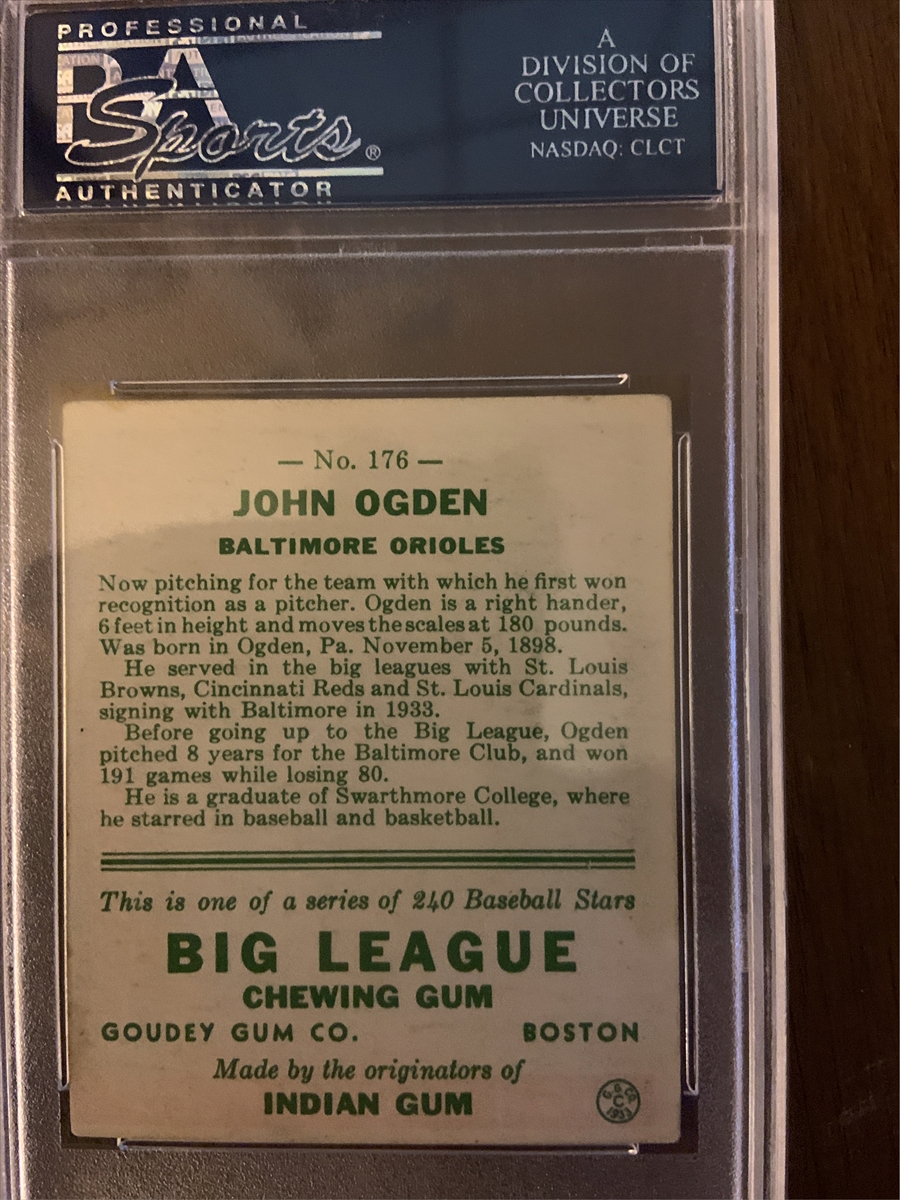 PROFESSIONAL
PSA
Sports®
AUTHENTICATOR
A
DIVISION OF
COLLECTORS
UNIVERSE
NASDAQ: CLCT
— No. 176 —
JOHN OGDEN
BALTIMORE ORIOLES
Now pitching for the team with which he first won
recognition as a pitcher. Ogden is a right hander,
6 feet in height and moves the scales at 180 pounds.
Was born in Ogden, Pa. November 5, 1898.
He served in the big leagues with St. Louis
Browns, Cincinnati Reds and St. Louis Cardinals,
signing with Baltimore in 1933.
Before going up to the Big League, Ogden
pitched 8 years for the Baltimore Club, and won
191 games while losing 80.
He is a graduate of Swarthmore College, where
he starred in baseball and basketball.
This is one of a series of 240 Baseball Stars
BIG LEAGUE
CHEWING GUM
GOUDEY GUM CO. BOSTON
Made by the originators of
INDIAN GUM
G. G. CO.
C
1933